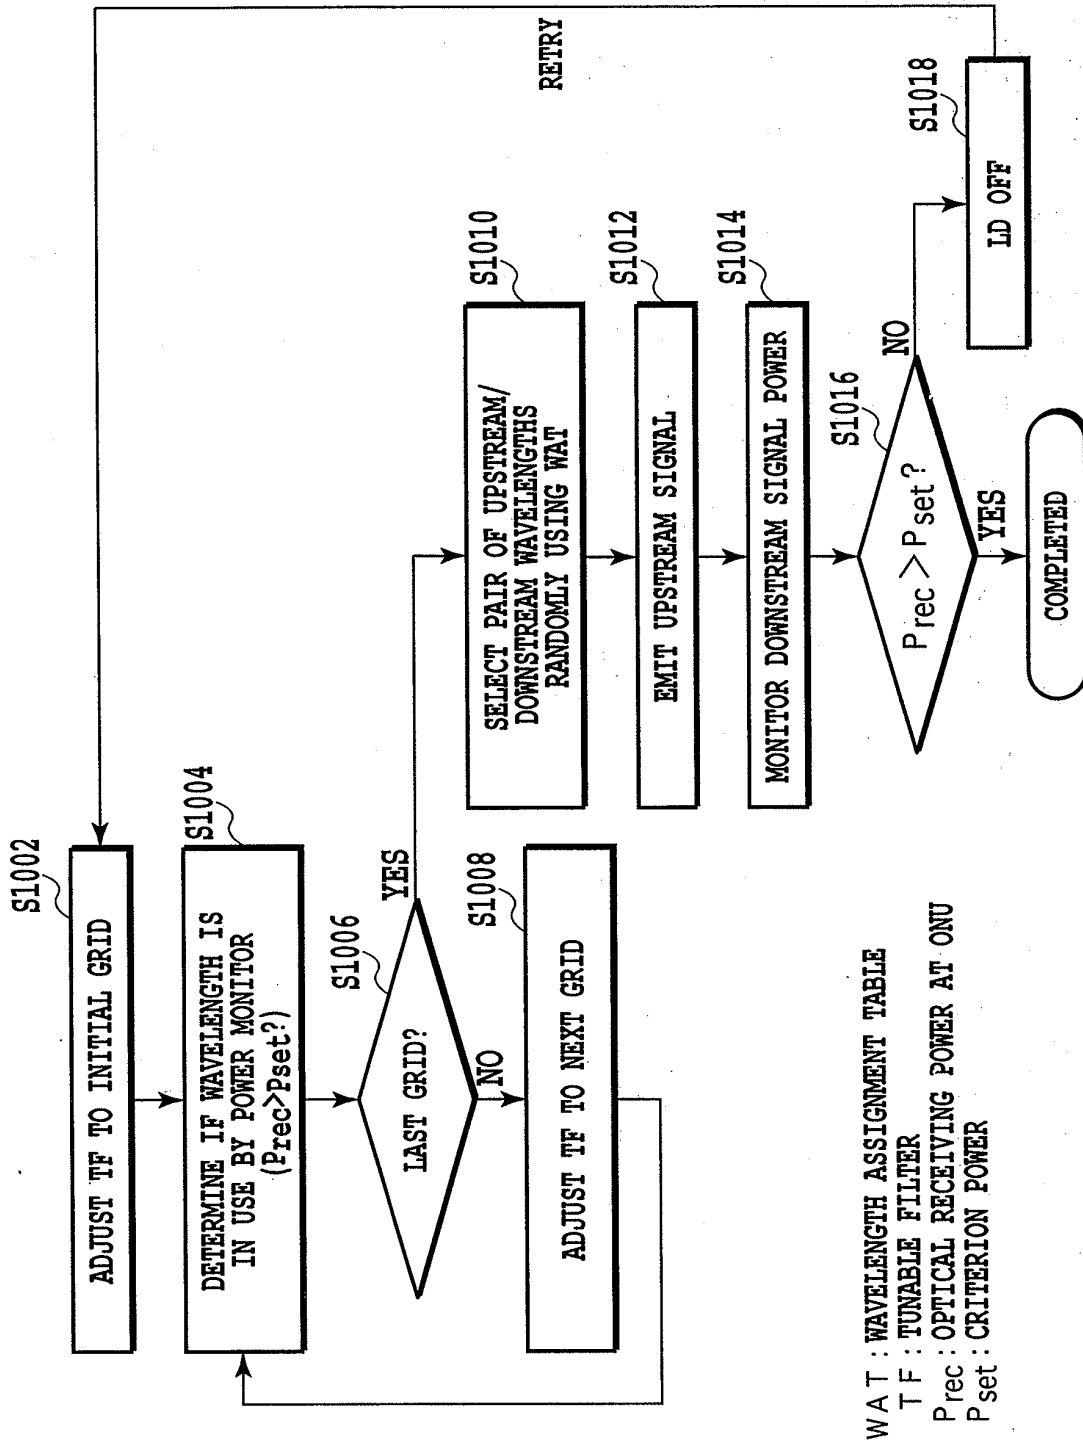 S1002
ADJUST TF TO INITIAL GRID
S1004
DETERMINE IF WAVELENGTH IS
IN USE BY POWER MONITOR
(Prec>Pset?)
S1006
LAST GRID?
YES
NO
S1008
ADJUST TF TO NEXT GRID
S1010
SELECT PAIR OF UPSTREAM/
DOWNSTREAM WAVELENGTHS
RANDOMLY USING WAT
S1012
EMIT UPSTREAM SIGNAL
S1014
MONITOR DOWNSTREAM SIGNAL POWER
S1016
Prec > Pset?
NO
YES
S1018
LD OFF
RETRY
COMPLETED
WAT : WAVELENGTH ASSIGNMENT TABLE
TF : TUNABLE FILTER
Prec : OPTICAL RECEIVING POWER AT ONU
Pset : CRITERION POWER